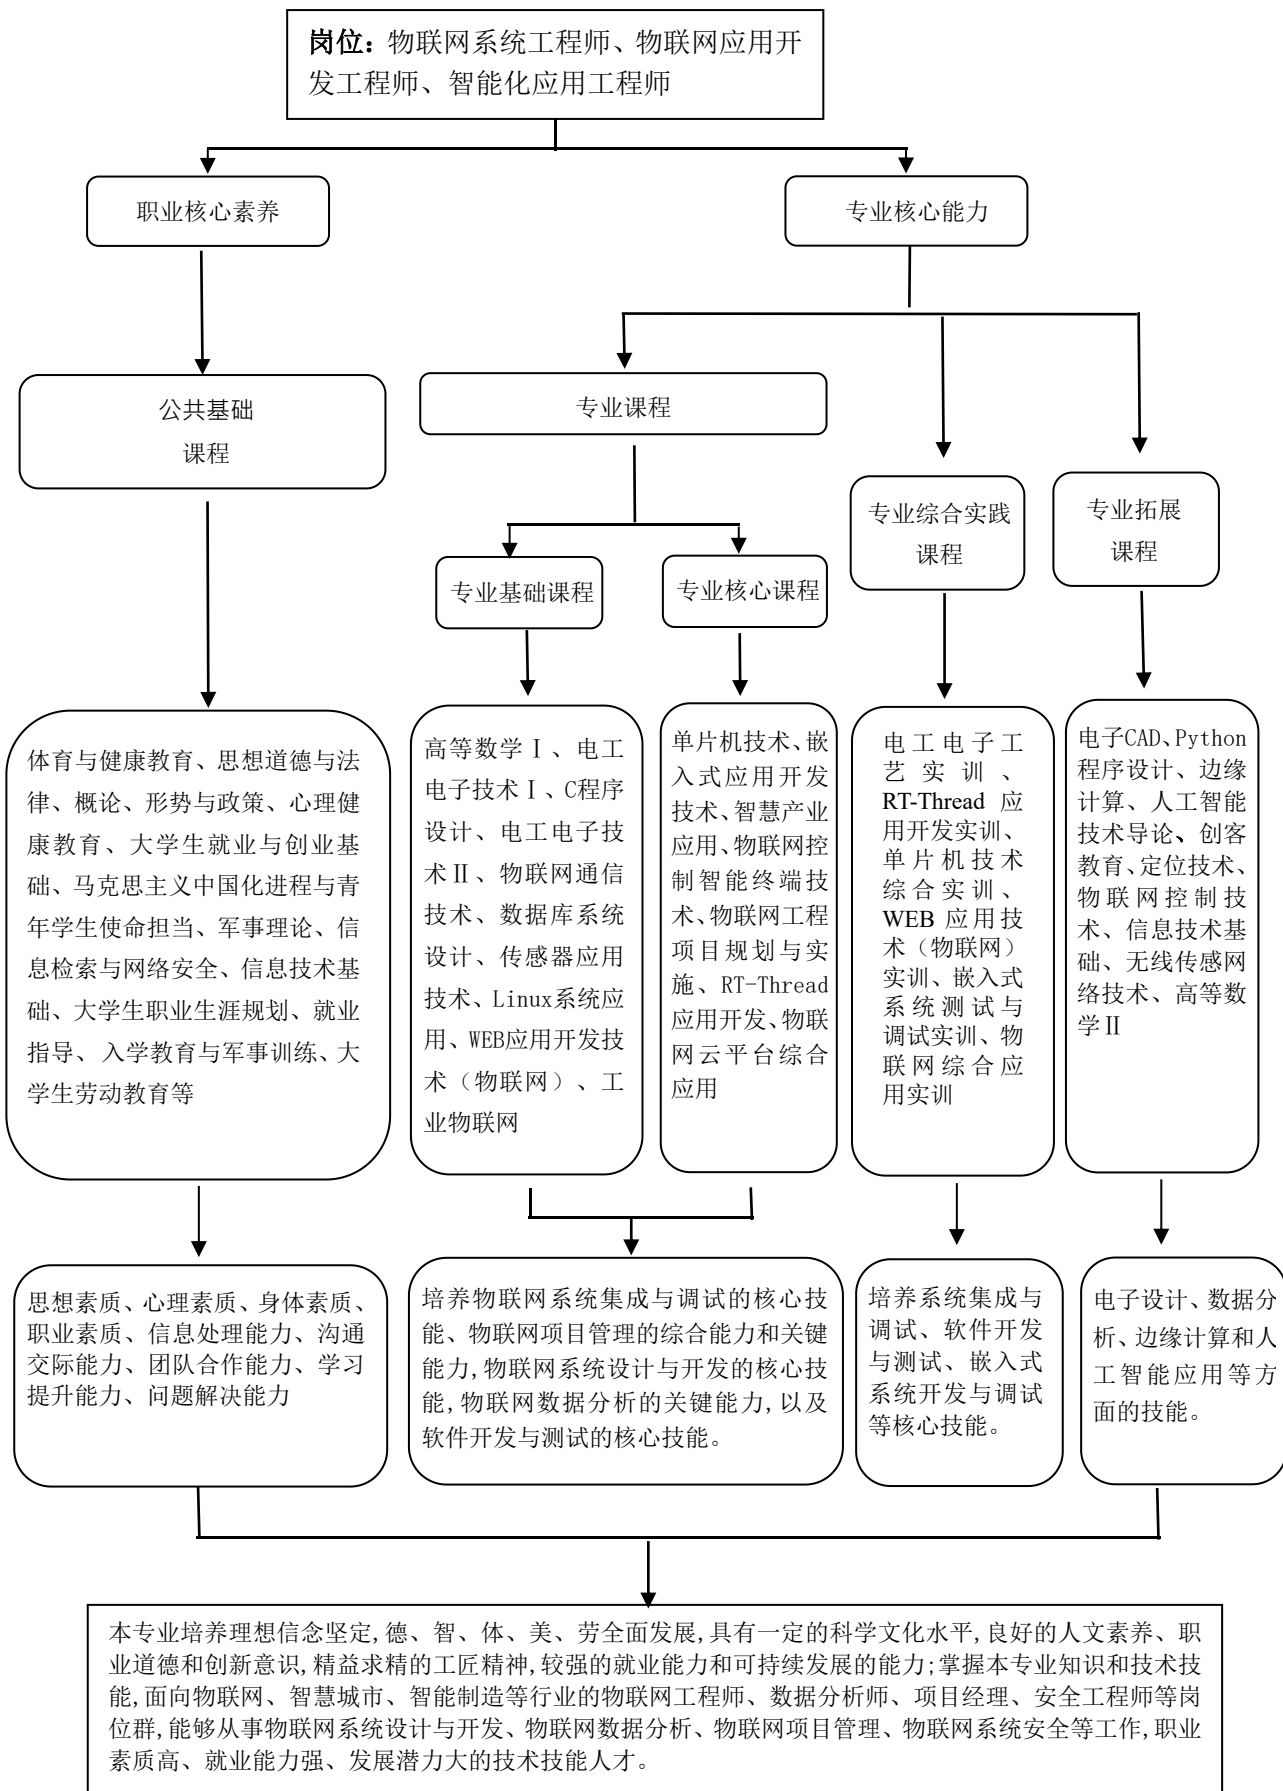 岗位：物联网系统工程师、物联网应用开
发工程师、智能化应用工程师
职业核心素养
专业核心能力
公共基础
课程
专业课程
专业综合实践
课程
专业拓展
课程
专业基础课程
专业核心课程
体育与健康教育、思想道德与法
律、概论、形势与政策、心理健
康教育、大学生就业与创业基
础、马克思主义中国化进程与青
年学生使命担当、军事理论、信
息检索与网络安全、信息技术基
础、大学生职业生涯规划、就业
指导、入学教育与军事训练、大
学生劳动教育等
高等数学Ⅰ、电工
电子技术Ⅰ、C程序
设计、电工电子技
术Ⅱ、物联网通信
技术、数据库系统
设计、传感器应用
技术、Linux系统应
用、WEB应用开发技
术（物联网）、工
业物联网
单片机技术、嵌
入式应用开发
技术、智慧产业
应用、物联网控
制智能终端技
术、物联网工程
项目规划与实
施、RT-Thread
应用开发、物联
网云平台综合
应用
电工电子工
艺实训、
RT-Thread 应
用开发实训、
单片机技术
综合实训、
WEB 应用技
术（物联网）
实训、嵌入式
系统测试与
调试实训、物
联网综合应
用实训
电子CAD、Python
程序设计、边缘
计算、人工智能
技术导论、创客
教育、定位技术、
物联网控制技
术、信息技术基
础、无线传感网
络技术、高等数
学Ⅱ
思想素质、心理素质、身体素质、
职业素质、信息处理能力、沟通
交际能力、团队合作能力、学习
提升能力、问题解决能力
培养物联网系统集成与调试的核心技
能、物联网项目管理的综合能力和关键
能力,物联网系统设计与开发的核心技
能,物联网数据分析的关键能力,以及
软件开发与测试的核心技能。
培养系统集成与
调试、软件开发
与测试、嵌入式
系统开发与调试
等核心技能。
电子设计、数据分
析、边缘计算和人
工智能应用等方
面的技能。
本专业培养理想信念坚定,德、智、体、美、劳全面发展,具有一定的科学文化水平,良好的人文素养、职
业道德和创新意识,精益求精的工匠精神,较强的就业能力和可持续发展的能力;掌握本专业知识和技术技
能,面向物联网、智慧城市、智能制造等行业的物联网工程师、数据分析师、项目经理、安全工程师等岗
位群,能够从事物联网系统设计与开发、物联网数据分析、物联网项目管理、物联网系统安全等工作,职业
素质高、就业能力强、发展潜力大的技术技能人才。